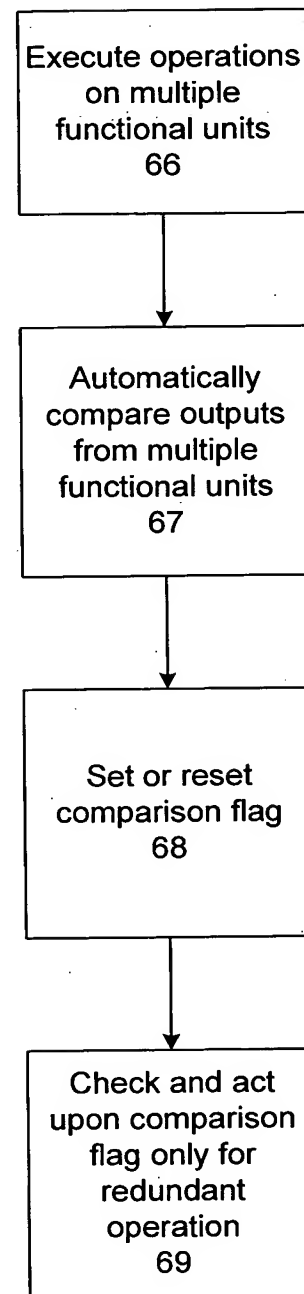 Execute operations
on multiple
functional units
66
Automatically
compare outputs
from multiple
functional units
67
Set or reset
comparison flag
68
Check and act
upon comparison
flag only for
redundant
operation
69